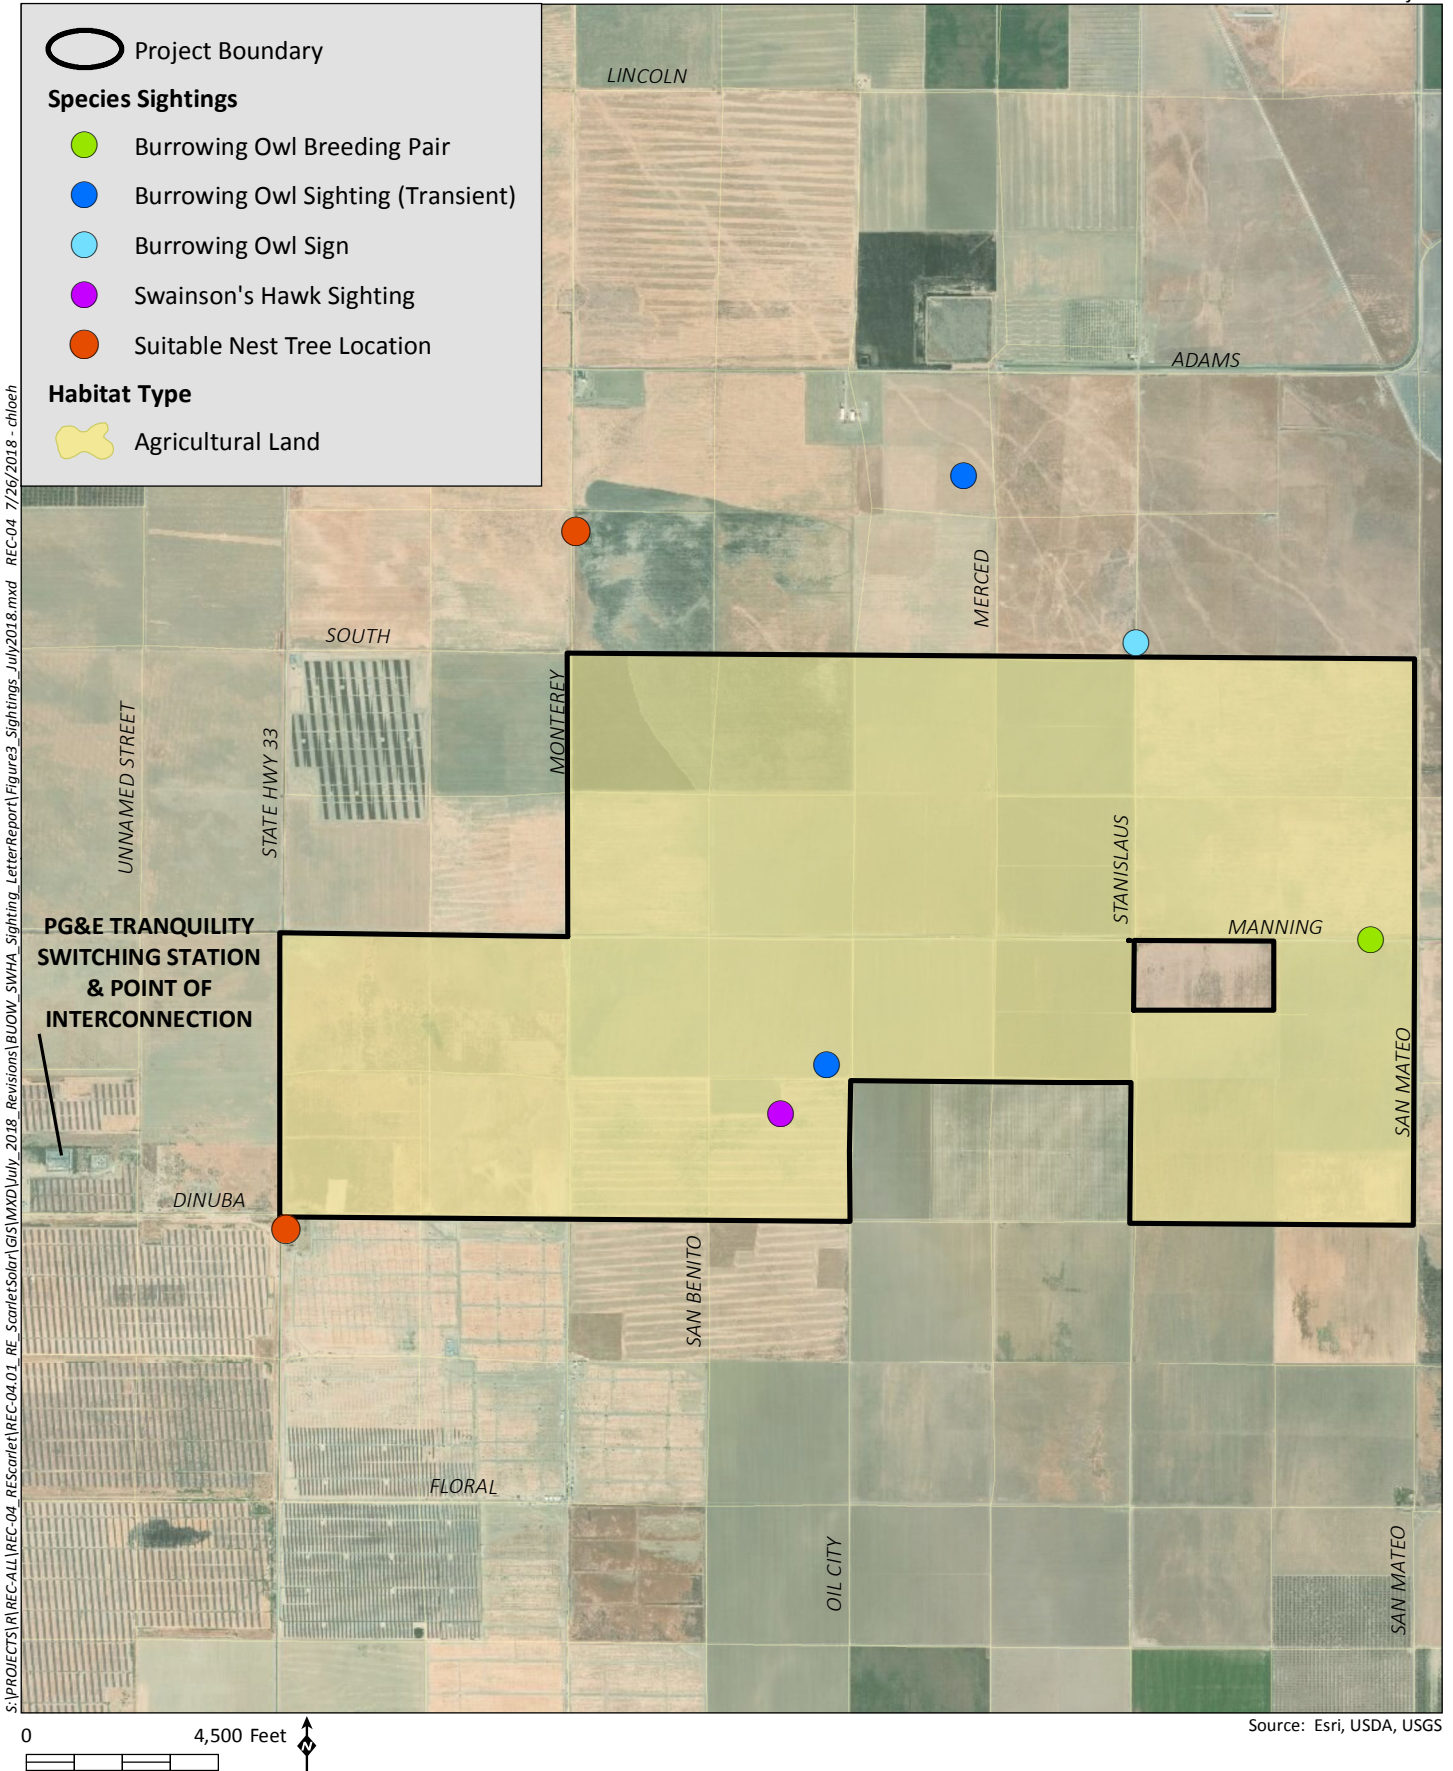 Project Boundary
Species Sightings
Burrowing Owl Breeding Pair
Burrowing Owl Sighting (Transient)
Burrowing Owl Sign
Swainson's Hawk Sighting
Suitable Nest Tree Location
Habitat Type
Agricultural Land
LINCOLN
ADAMS
MERCED
SOUTH
MONTEREY
UNNAMED STREET
STATE HWY 33
STANISLAUS
MANNING
PG&E TRANQUILITY
SWITCHING STATION
& POINT OF
INTERCONNECTION
SAN MATEO
DINUBA
SAN BENITO
FLORAL
OIL CITY
SAN MATEO
S:\PROJECTS\R\REC-ALL\REC-04_REScarlet\REC-04.01_RE_ScarletSolar\GIS\MXD\July_2018_Revisions\BUOW_SWHA_Sighting_LetterReport\Figure3_Sightings_July2018.mxd REC-04 7/26/2018 - chloeh
0 4,500 Feet
N
Source: Esri, USDA, USGS